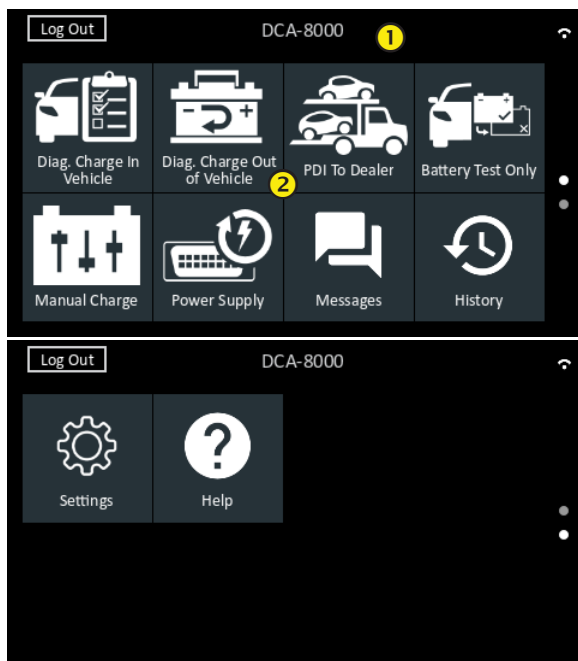 Log Out
DCA-8000
1
Diag. Charge In
Vehicle
Diag. Charge Out
of Vehicle
PDI To Dealer
Battery Test Only
2
Manual Charge
Power Supply
Messages
History
Log Out
DCA-8000
Settings
Help